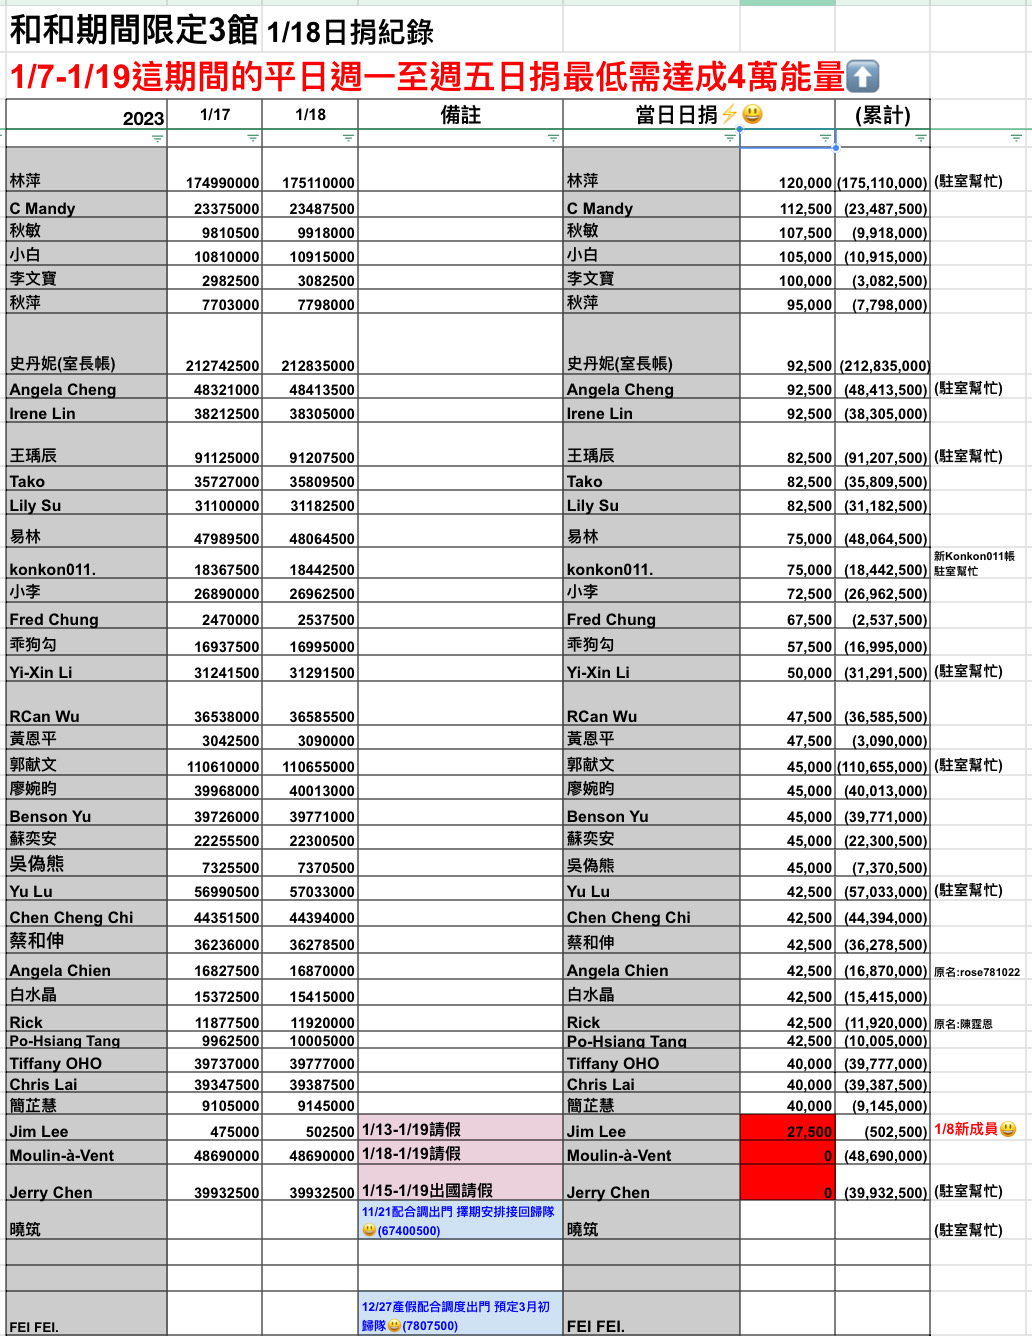 和和期間限定3館 1/18日捐紀錄
1/7-1/19這期間的平日週一至週五日捐最低需達成4萬能量⬆️
2023 1/17 1/18 備註 當日日捐⚡😃 (累計)
林萍 174990000 175110000 林萍 120,000 (175,110,000) (駐室幫忙)
C Mandy 23375000 23487500 C Mandy 112,500 (23,487,500)
秋敏 9810500 9918000 秋敏 107,500 (9,918,000)
小白 10810000 10915000 小白 105,000 (10,915,000)
李文寶 2982500 3082500 李文寶 100,000 (3,082,500)
秋萍 7703000 7798000 秋萍 95,000 (7,798,000)
史丹妮(室長帳) 212742500 212835000 史丹妮(室長帳) 92,500 (212,835,000)
Angela Cheng 48321000 48413500 Angela Cheng 92,500 (48,413,500) (駐室幫忙)
Irene Lin 38212500 38305000 Irene Lin 92,500 (38,305,000)
王瑀辰 91125000 91207500 王瑀辰 82,500 (91,207,500) (駐室幫忙)
Tako 35727000 35809500 Tako 82,500 (35,809,500)
Lily Su 31100000 31182500 Lily Su 82,500 (31,182,500)
易林 47989500 48064500 易林 75,000 (48,064,500)
konkon011. 18367500 18442500 konkon011. 75,000 (18,442,500) 新Konkon011帳
駐室幫忙
小李 26890000 26962500 小李 72,500 (26,962,500)
Fred Chung 2470000 2537500 Fred Chung 67,500 (2,537,500)
乖狗勾 16937500 16995000 乖狗勾 57,500 (16,995,000)
Yi-Xin Li 31241500 31291500 Yi-Xin Li 50,000 (31,291,500) (駐室幫忙)
RCan Wu 36538000 36585500 RCan Wu 47,500 (36,585,500)
黃恩平 3042500 3090000 黃恩平 47,500 (3,090,000)
郭献文 110610000 110655000 郭献文 45,000 (110,655,000) (駐室幫忙)
廖婉昀 39968000 40013000 廖婉昀 45,000 (40,013,000)
Benson Yu 39726000 39771000 Benson Yu 45,000 (39,771,000)
蘇奕安 22255500 22300500 蘇奕安 45,000 (22,300,500)
吳偽熊 7325500 7370500 吳偽熊 45,000 (7,370,500)
Yu Lu 56990500 57033000 Yu Lu 42,500 (57,033,000) (駐室幫忙)
Chen Cheng Chi 44351500 44394000 Chen Cheng Chi 42,500 (44,394,000)
蔡和伸 36236000 36278500 蔡和伸 42,500 (36,278,500)
Angela Chien 16827500 16870000 Angela Chien 42,500 (16,870,000) 原名:rose781022
白水晶 15372500 15415000 白水晶 42,500 (15,415,000)
Rick 11877500 11920000 Rick 42,500 (11,920,000) 原名:陳霆恩
Po-Hsiang Tang 9962500 10005000 Po-Hsiang Tang 42,500 (10,005,000)
Tiffany OHO 39737000 39777000 Tiffany OHO 40,000 (39,777,000)
Chris Lai 39347500 39387500 Chris Lai 40,000 (39,387,500)
簡芷慧 9105000 9145000 簡芷慧 40,000 (9,145,000)
Jim Lee 475000 502500 1/13-1/19請假 Jim Lee 27,500 (502,500) 1/8新成員😃
Moulin-à-Vent 48690000 48690000 1/18-1/19請假 Moulin-à-Vent 0 (48,690,000)
Jerry Chen 39932500 39932500 1/15-1/19出國請假 Jerry Chen 0 (39,932,500) (駐室幫忙)
曉筑 11/21配合調出門 擇期安排接回歸隊
😃(67400500) 曉筑 (駐室幫忙)
FEI FEI. 12/27產假配合調度出門 預定3月初
歸隊😃(7807500) FEI FEI.